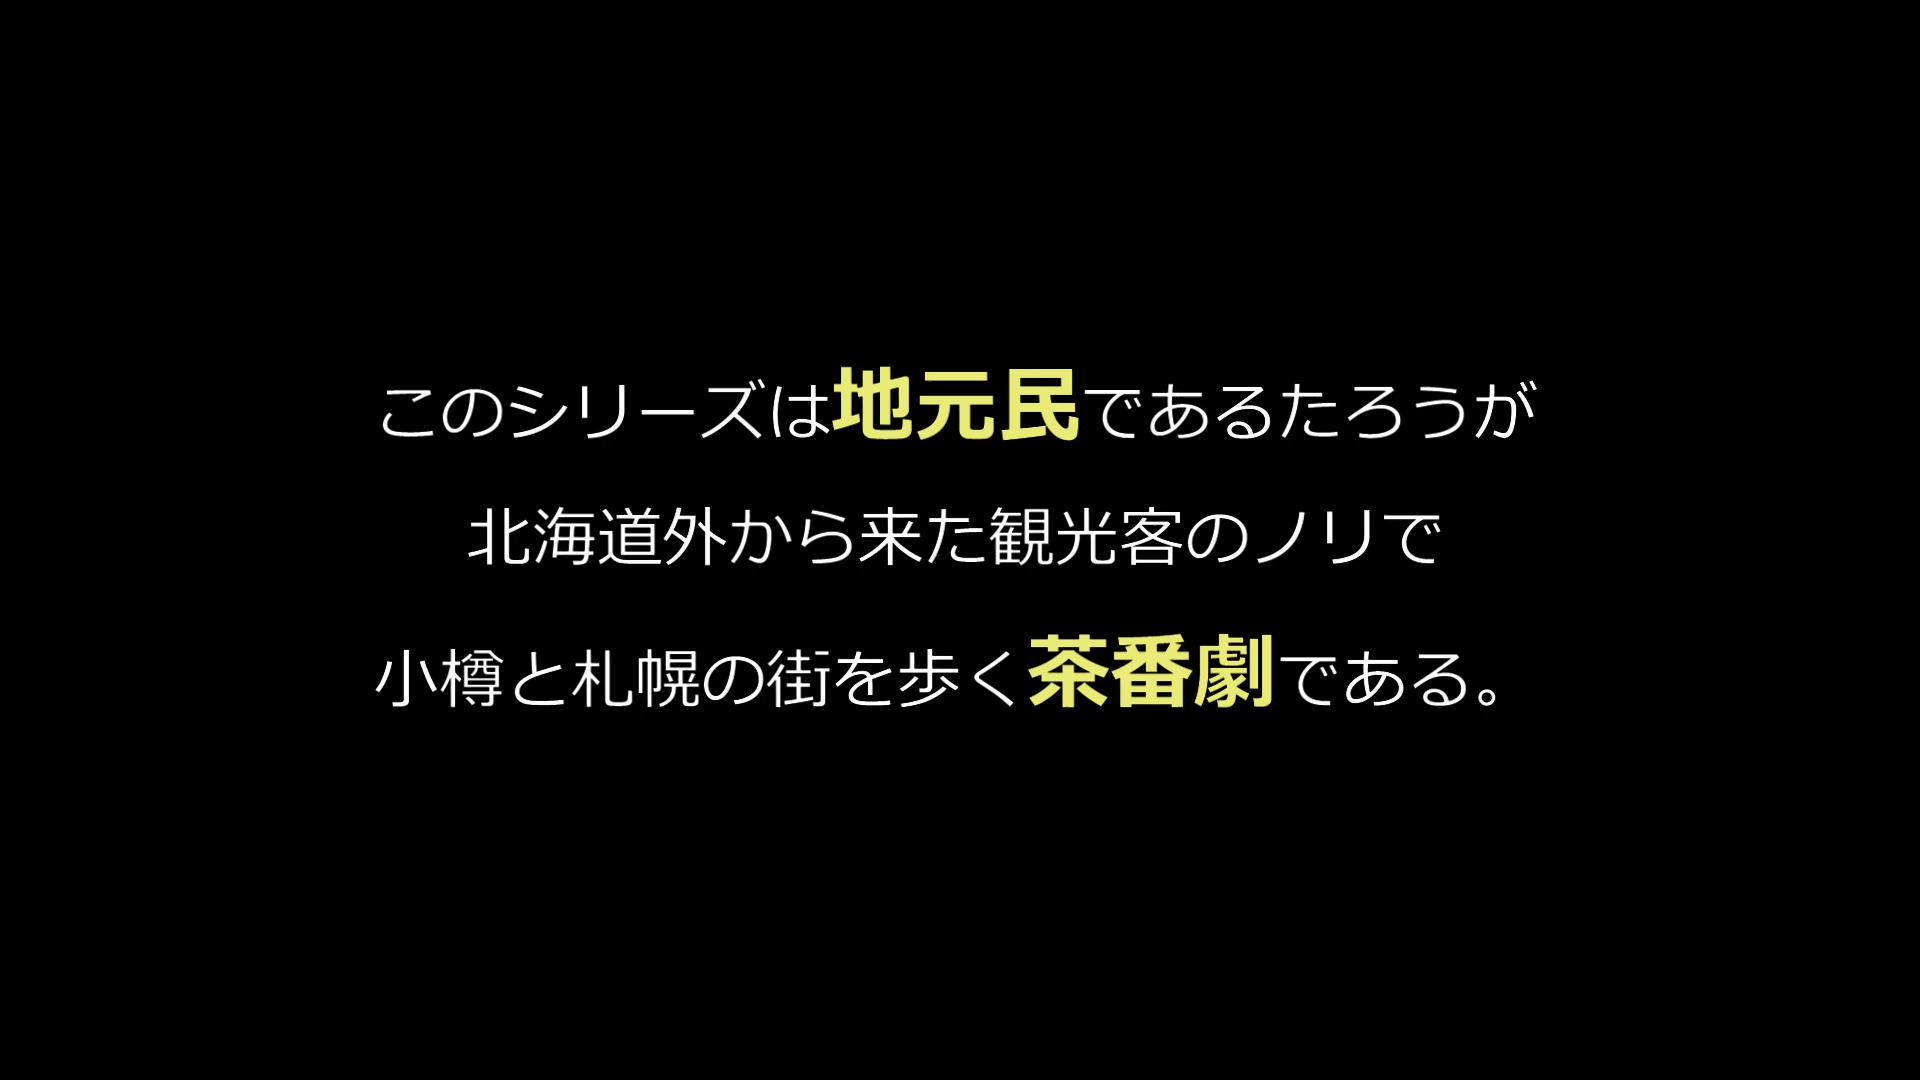 このシリーズは地元民であるたろうが
北海道外から来た観光客のノリで
小樽と札幌の街を歩く茶番劇である。